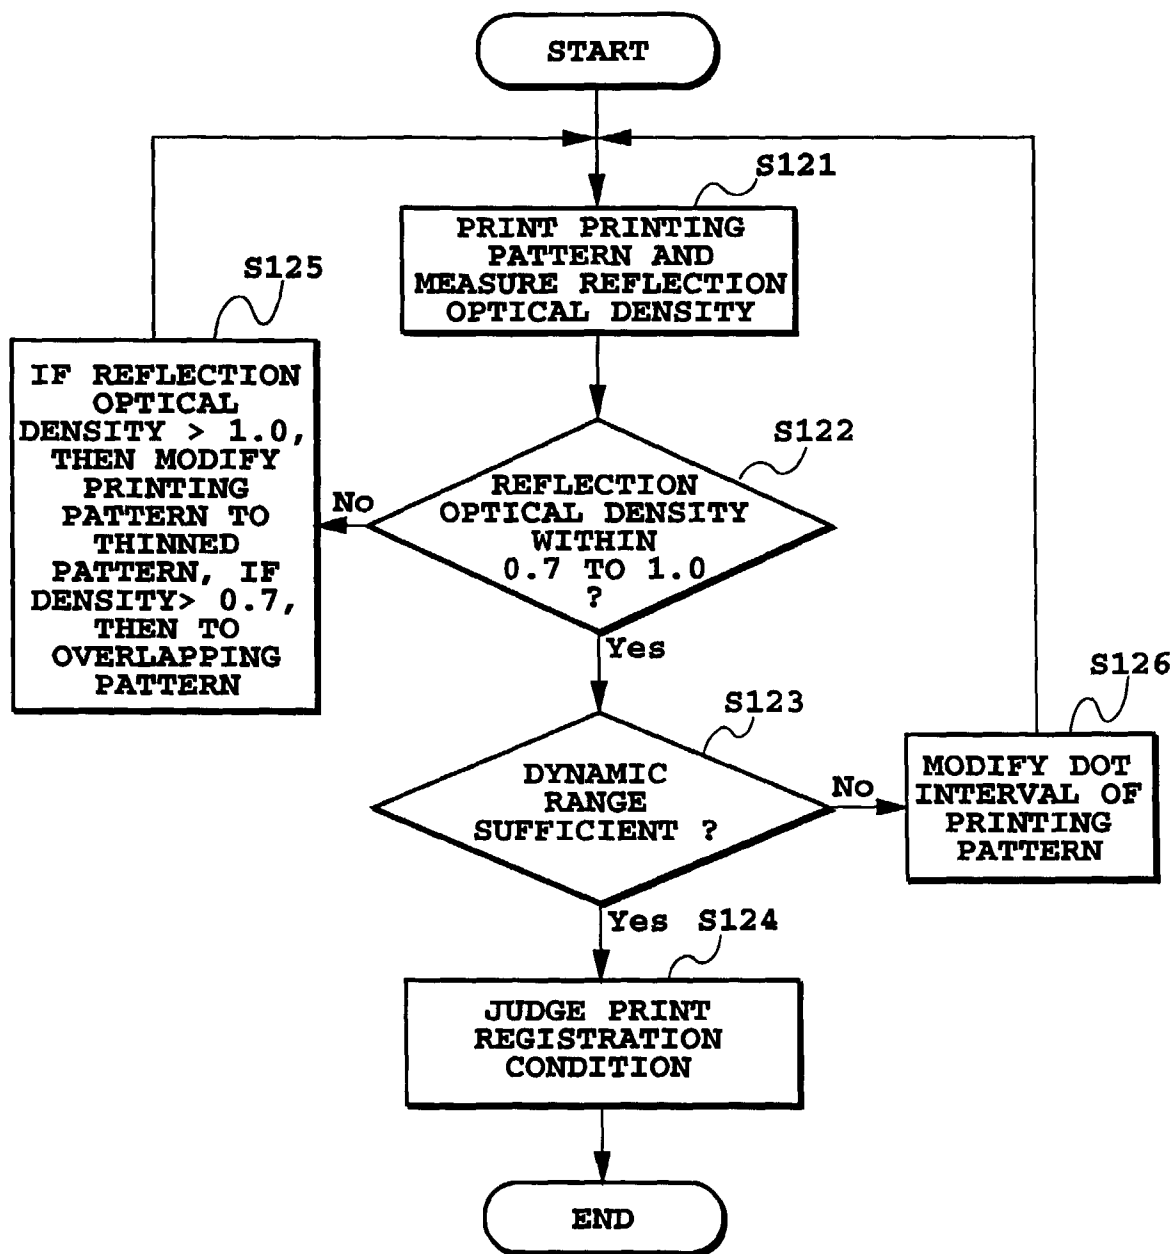 START
S121
PRINT PRINTING
PATTERN AND
MEASURE REFLECTION
OPTICAL DENSITY
S125
IF REFLECTION
OPTICAL
DENSITY > 1.0,
THEN MODIFY
PRINTING
PATTERN TO
THINNED
PATTERN, IF
DENSITY> 0.7,
THEN TO
OVERLAPPING
PATTERN
S122
REFLECTION
OPTICAL DENSITY
WITHIN
0.7 TO 1.0
?
No
Yes
S123
DYNAMIC
RANGE
SUFFICIENT ?
No
S126
MODIFY DOT
INTERVAL OF
PRINTING
PATTERN
Yes
S124
JUDGE PRINT
REGISTRATION
CONDITION
END